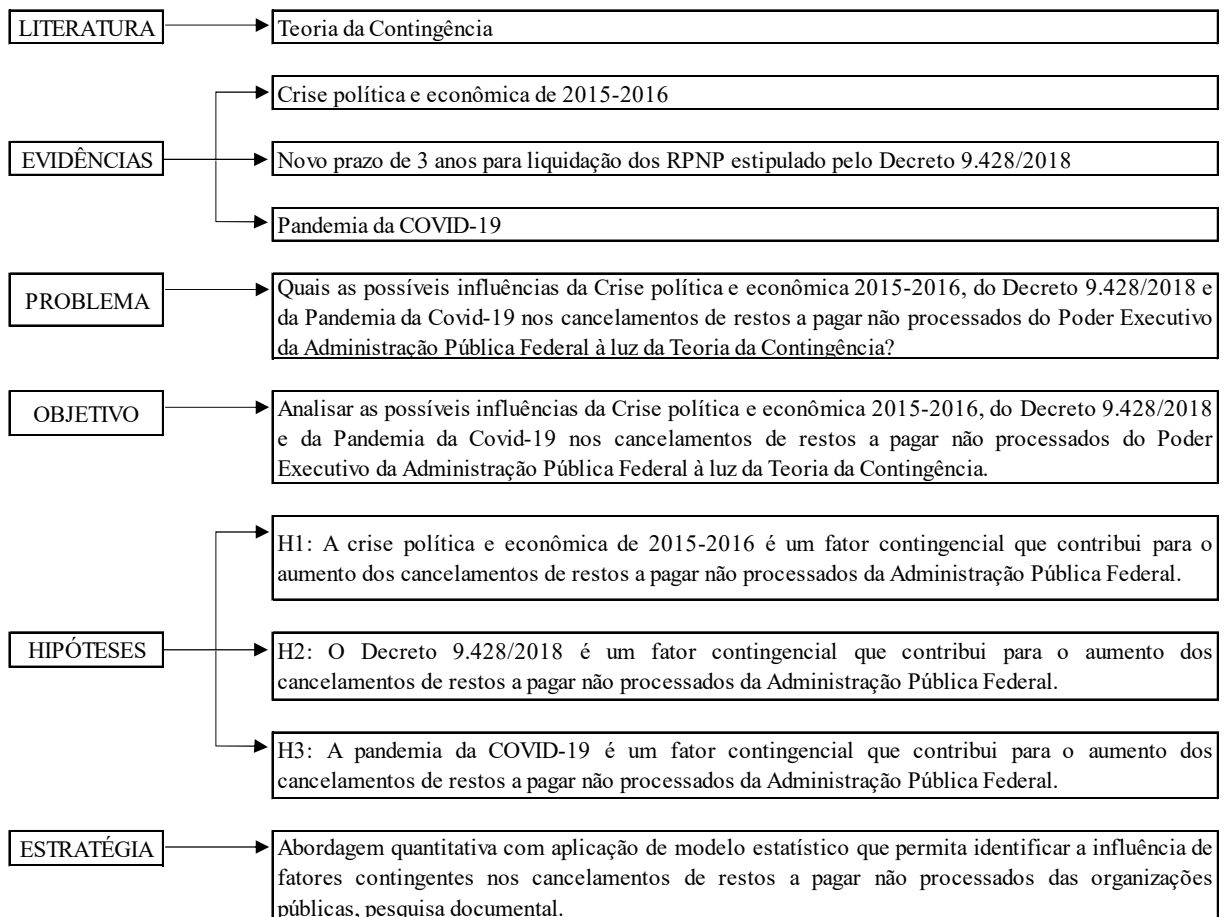 LITERATURA
Teoria da Contingência
Crise política e econômica de 2015-2016
EVIDÊNCIAS
Novo prazo de 3 anos para liquidação dos RPNP estipulado pelo Decreto 9.428/2018
Pandemia da COVID-19
PROBLEMA
Quais as possíveis influências da Crise política e econômica 2015-2016, do Decreto 9.428/2018 e
da Pandemia da Covid-19 nos cancelamentos de restos a pagar não processados do Poder Executivo
da Administração Pública Federal à luz da Teoria da Contingência?
OBJETIVO
Analisar as possíveis influências da Crise política e econômica 2015-2016, do Decreto 9.428/2018
e da Pandemia da Covid-19 nos cancelamentos de restos a pagar não processados do Poder
Executivo da Administração Pública Federal à luz da Teoria da Contingência.
H1: A crise política e econômica de 2015-2016 é um fator contingencial que contribui para o
aumento dos cancelamentos de restos a pagar não processados da Administração Pública Federal.
HIPÓTESES
H2: O Decreto 9.428/2018 é um fator contingencial que contribui para o aumento dos
cancelamentos de restos a pagar não processados da Administração Pública Federal.
H3: A pandemia da COVID-19 é um fator contingencial que contribui para o aumento dos
cancelamentos de restos a pagar não processados da Administração Pública Federal.
ESTRATÉGIA
Abordagem quantitativa com aplicação de modelo estatístico que permita identificar a influência de
fatores contingentes nos cancelamentos de restos a pagar não processados das organizações
públicas, pesquisa documental.